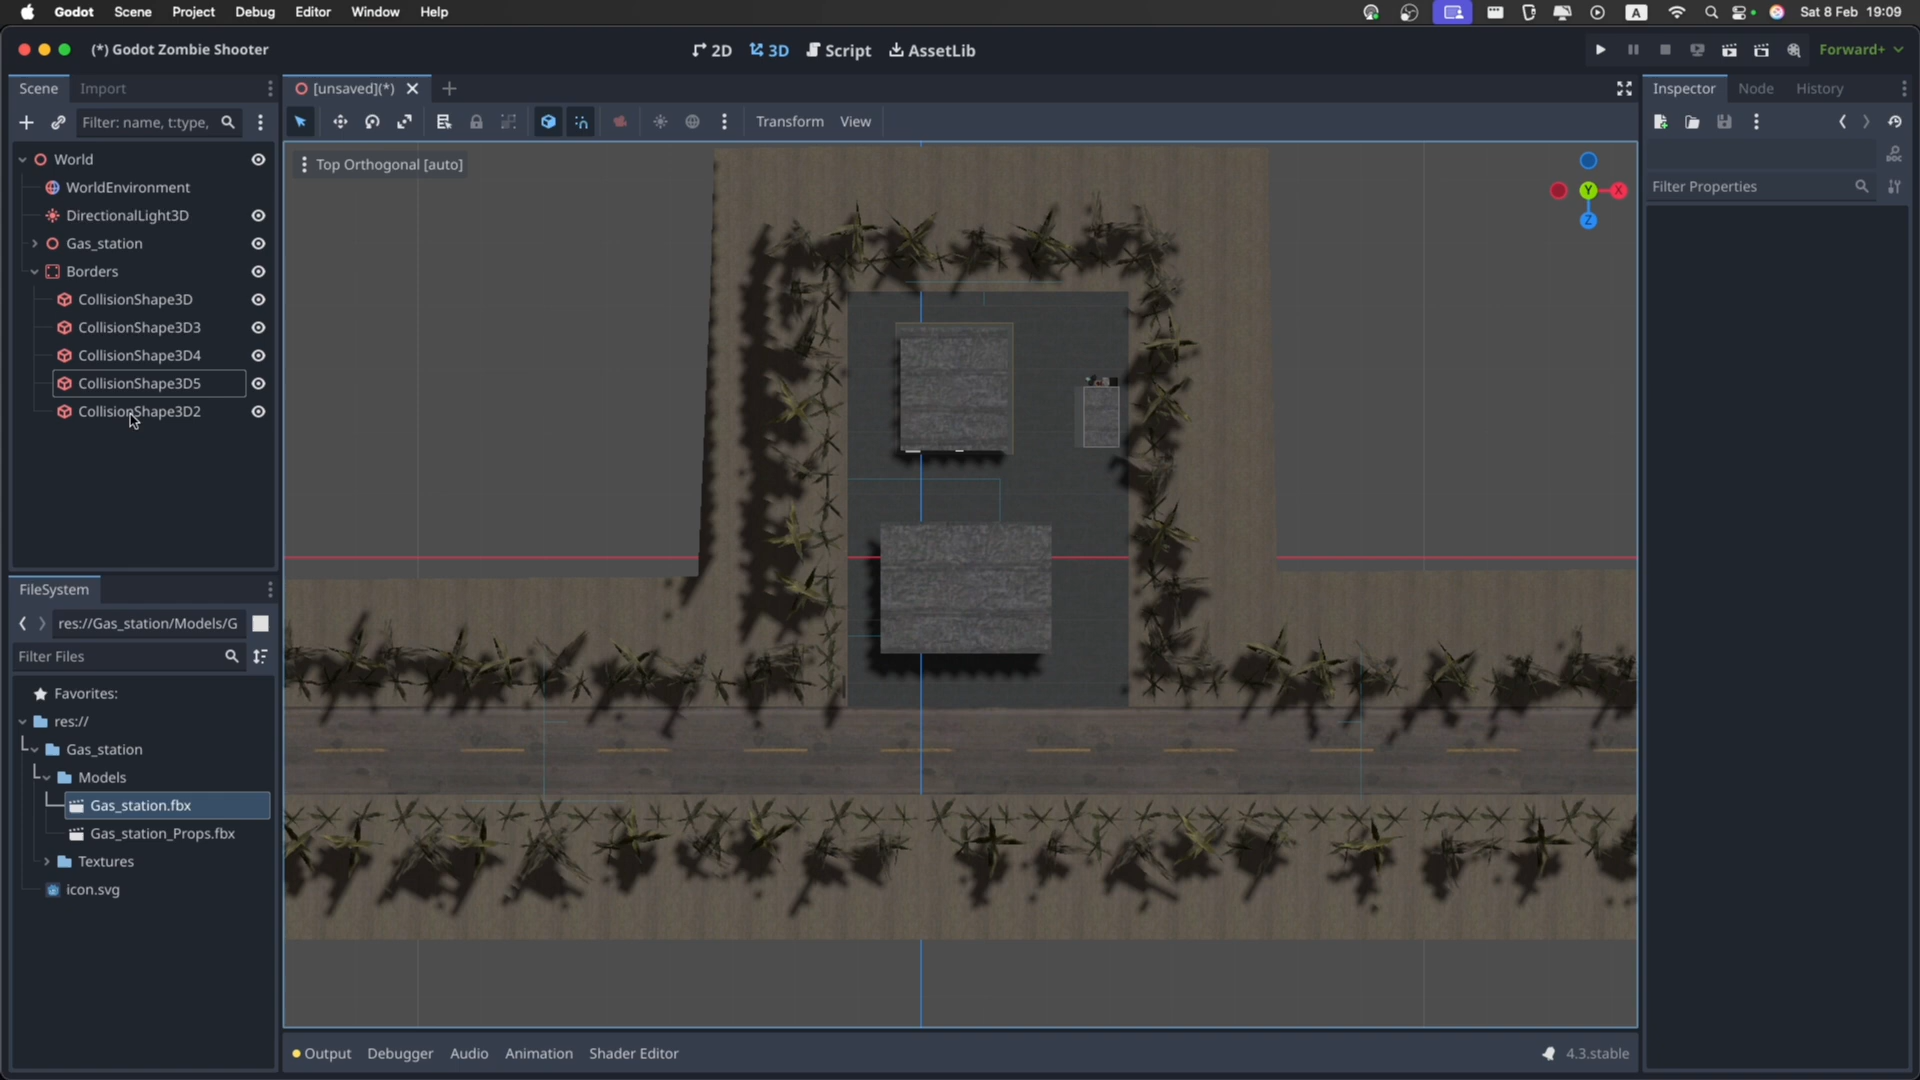 Godot Scene Project Debug Editor Window Help
A Sat 8 Feb 19:09
(*) Godot Zombie Shooter
2D 3D Script AssetLib
Forward+
Scene Import
[unsaved](*)
Inspector Node History
Filter: name, t:type,
Transform View
World
WorldEnvironment
DirectionalLight3D
Gas_station
Borders
CollisionShape3D
CollisionShape3D3
CollisionShape3D4
CollisionShape3D5
CollisionShape3D2
Top Orthogonal [auto]
Y X
Z
DOC
Filter Properties
FileSystem
res://Gas_station/Models/G
Filter Files
Favorites:
res://
Gas_station
Models
Gas_station.fbx
Gas_station_Props.fbx
Textures
icon.svg
Output Debugger Audio Animation Shader Editor
4.3.stable